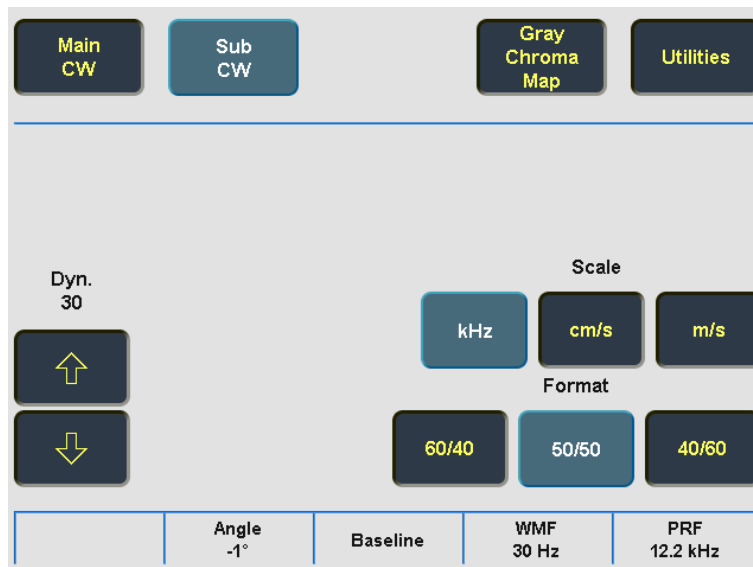 Main
CW
Sub
CW
Gray
Chroma
Map
Utilities
Dyn.
30
Scale
kHz
cm/s
m/s
Format
60/40
50/50
40/60
Angle
-1°
Baseline
WMF
30 Hz
PRF
12.2 kHz